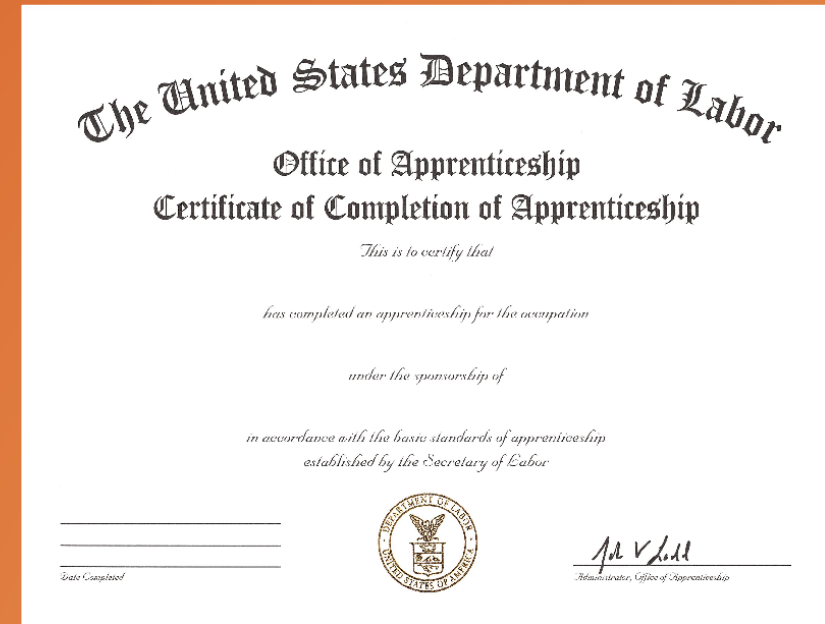 The United States Department of Labor
Office of Apprenticeship
Certificate of Completion of Apprenticeship
This is to certify that
has completed an apprenticeship for the occupation
under the sponsorship of
in accordance with the basic standards of apprenticeship
established by the Secretary of Labor
DEPARTMENT OF LABOR
UNITED STATES OF AMERICA
Date Completed
Administrator, Office of Apprenticeship